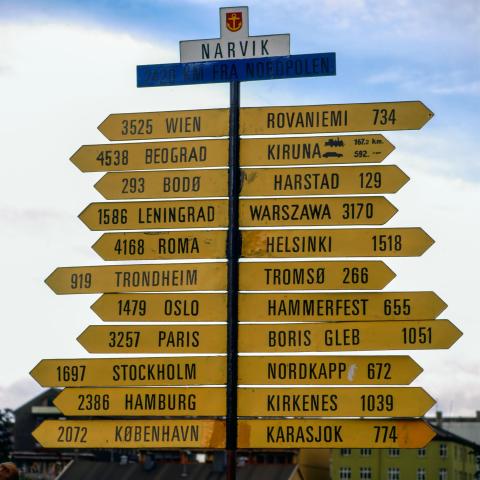 NARVIK
2420 KM FRA NORDPOLEN
3525 WIEN
ROVANIEMI 734
4538 BEOGRAD
KIRUNA 167.2 km.
592.
293 BODØ
HARSTAD 129
1586 LENINGRAD
WARSZAWA 3170
4168 ROMA
HELSINKI 1518
919 TRONDHEIM
TROMSØ 266
1479 OSLO
HAMMERFEST 655
3257 PARIS
BORIS GLEB 1051
1697 STOCKHOLM
NORDKAPP 672
2386 HAMBURG
KIRKENES 1039
2072 KØBENHAVN
KARASJOK 774